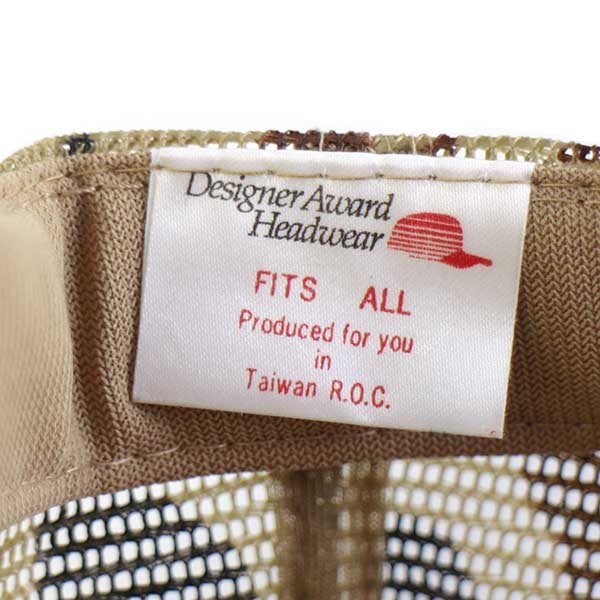 Designer Award
Headwear
FITS ALL
Produced for you
in
Taiwan R.O.C.